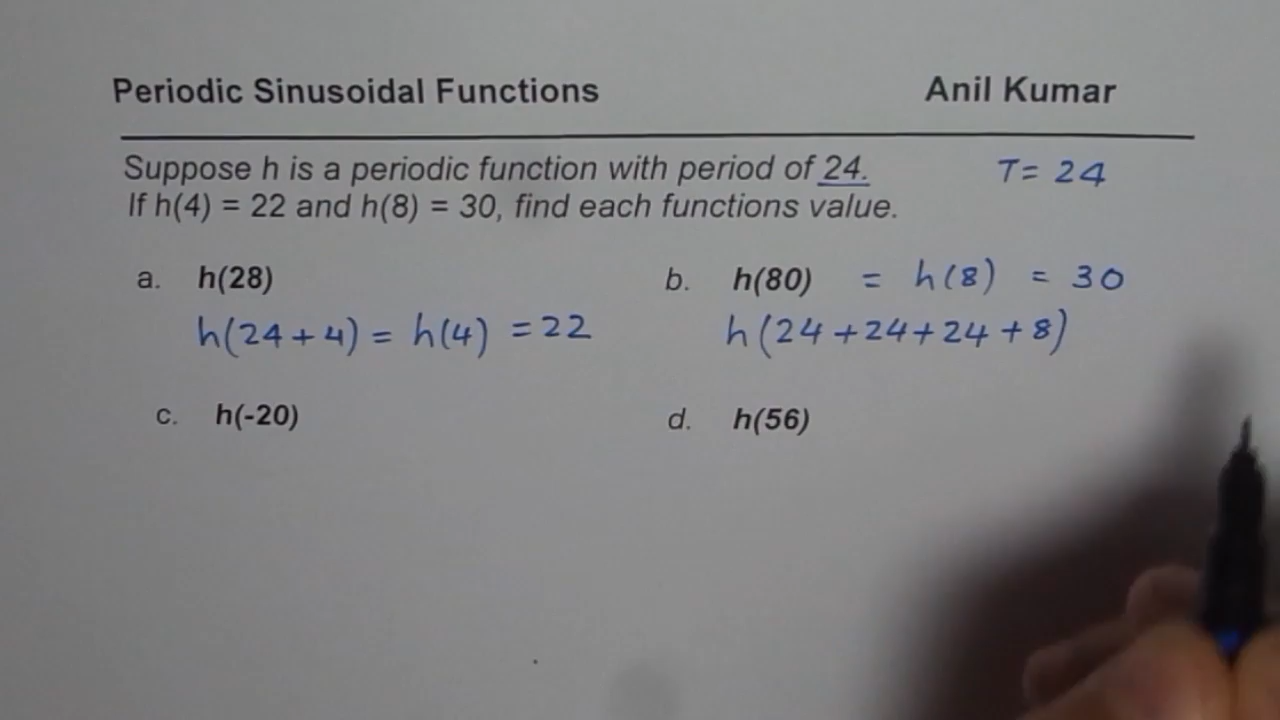 Periodic Sinusoidal Functions Anil Kumar
Suppose h is a periodic function with period of 24. T = 24
If h(4) = 22 and h(8) = 30, find each functions value.
a. h(28) b. h(80) = h(8) = 30
h(24+4) = h(4) = 22 h(24+24+24+8)
c. h(-20) d. h(56)